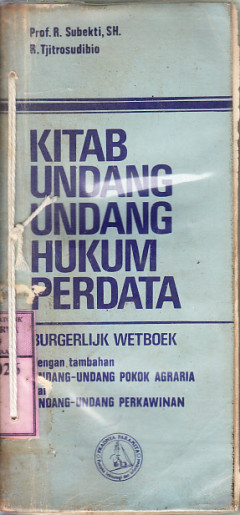 Prof. R. Subekti, SH.
R. Tjitrosudibio
KITAB
UNDANG
UNDANG
HUKUM
PERDATA
BURGERLIJK WETBOEK
dengan tambahan
UNDANG-UNDANG POKOK AGRARIA
UNDANG-UNDANG PERKAWINAN